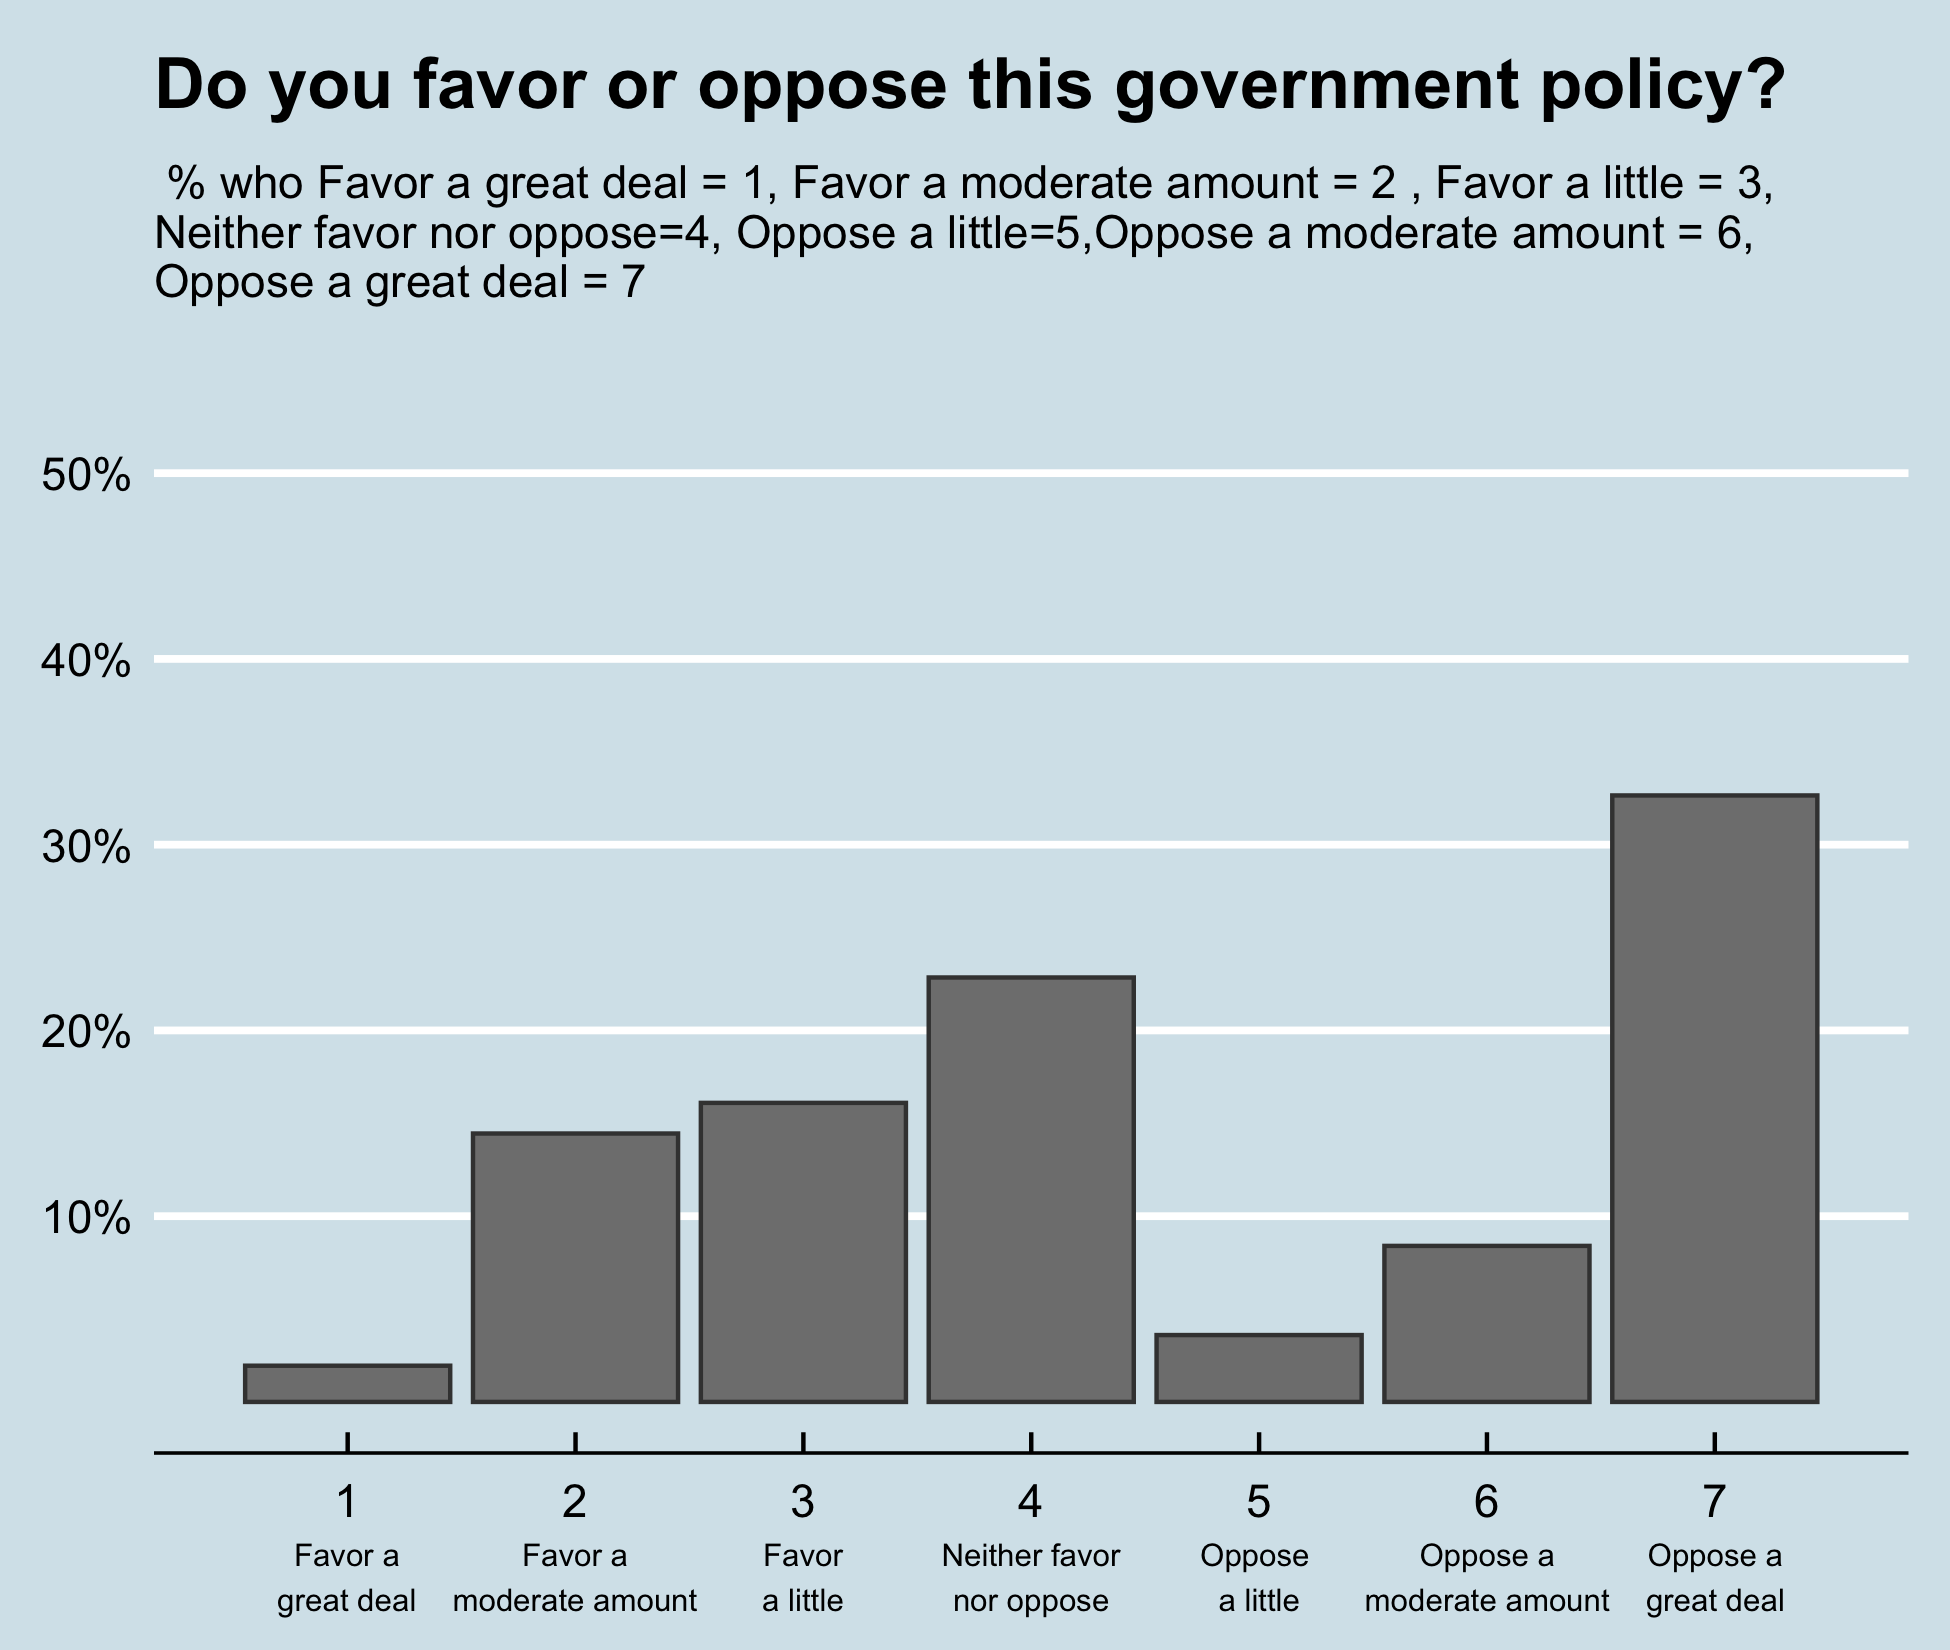 Do you favor or oppose this government policy?
% who Favor a great deal = 1, Favor a moderate amount = 2 , Favor a little = 3,
Neither favor nor oppose=4, Oppose a little=5,Oppose a moderate amount = 6,
Oppose a great deal = 7
50%
40%
30%
20%
10%
1 2 3 4 5 6 7
Favor a Favor a Favor Neither favor Oppose Oppose a Oppose a
great deal moderate amount a little nor oppose a little moderate amount great deal